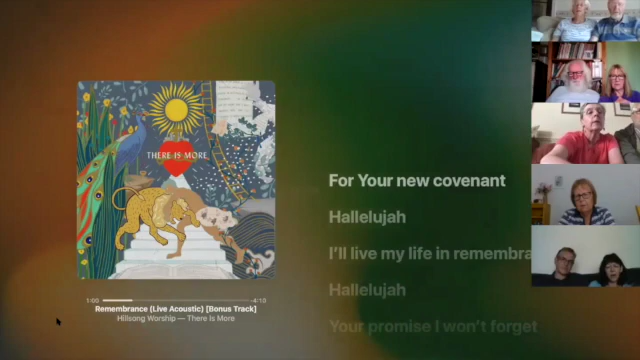 THERE IS MORE
1:00
-4:10
Remembrance (Live Acoustic) [Bonus Track]
Hillsong Worship — There Is More
For Your new covenant
Hallelujah
I'll live my life in remembra
Hallelujah
Your promise I won't forget